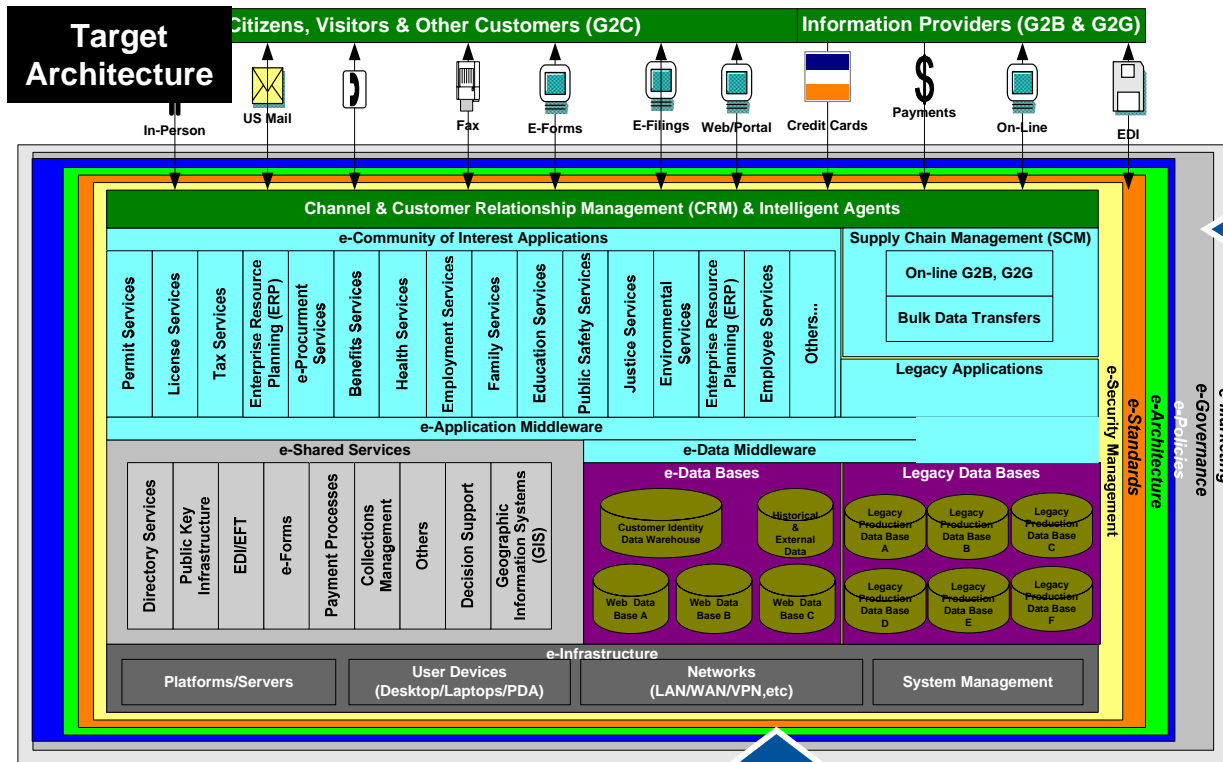 Target
Architecture
Citizens, Visitors & Other Customers (G2C)
Information Providers (G2B & G2G)
In-Person
US Mail
Fax
E-Forms
E-Filings
Web/Portal
Credit Cards
$
Payments
On-Line
EDI
Channel & Customer Relationship Management (CRM) & Intelligent Agents
e-Community of Interest Applications
Permit Services
License Services
Tax Services
Enterprise Resource
Planning (ERP)
e-Procurment
Services
Benefits Services
Health Services
Employment Services
Family Services
Education Services
Public Safety Services
Justice Services
Environmental
Services
Enterprise Resource
Planning (ERP)
Employee Services
Others...
Supply Chain Management (SCM)
On-line G2B, G2G
Bulk Data Transfers
Legacy Applications
e-Application Middleware
e-Shared Services
Directory Services
Public Key
Infrastructure
EDI/EFT
e-Forms
Payment Processes
Collections
Management
Others
Decision Support
Geographic
Information Systems
(GIS)
e-Data Middleware
e-Data Bases
Customer Identity
Data Warehouse
Historical
&
External
Data
Web Data
Base A
Web Data
Base B
Web Data
Base C
Legacy Data Bases
Legacy
Production
Data Base
A
Legacy
Production
Data Base
B
Legacy
Production
Data Base
C
Legacy
Production
Data Base
D
Legacy
Production
Data Base
E
Legacy
Production
Data Base
F
e-Infrastructure
Platforms/Servers
User Devices
(Desktop/Laptops/PDA)
Networks
(LAN/WAN/VPN,etc)
System Management
e-Security Management
e-Standards
e-Architecture
e-Policies
e-Governance